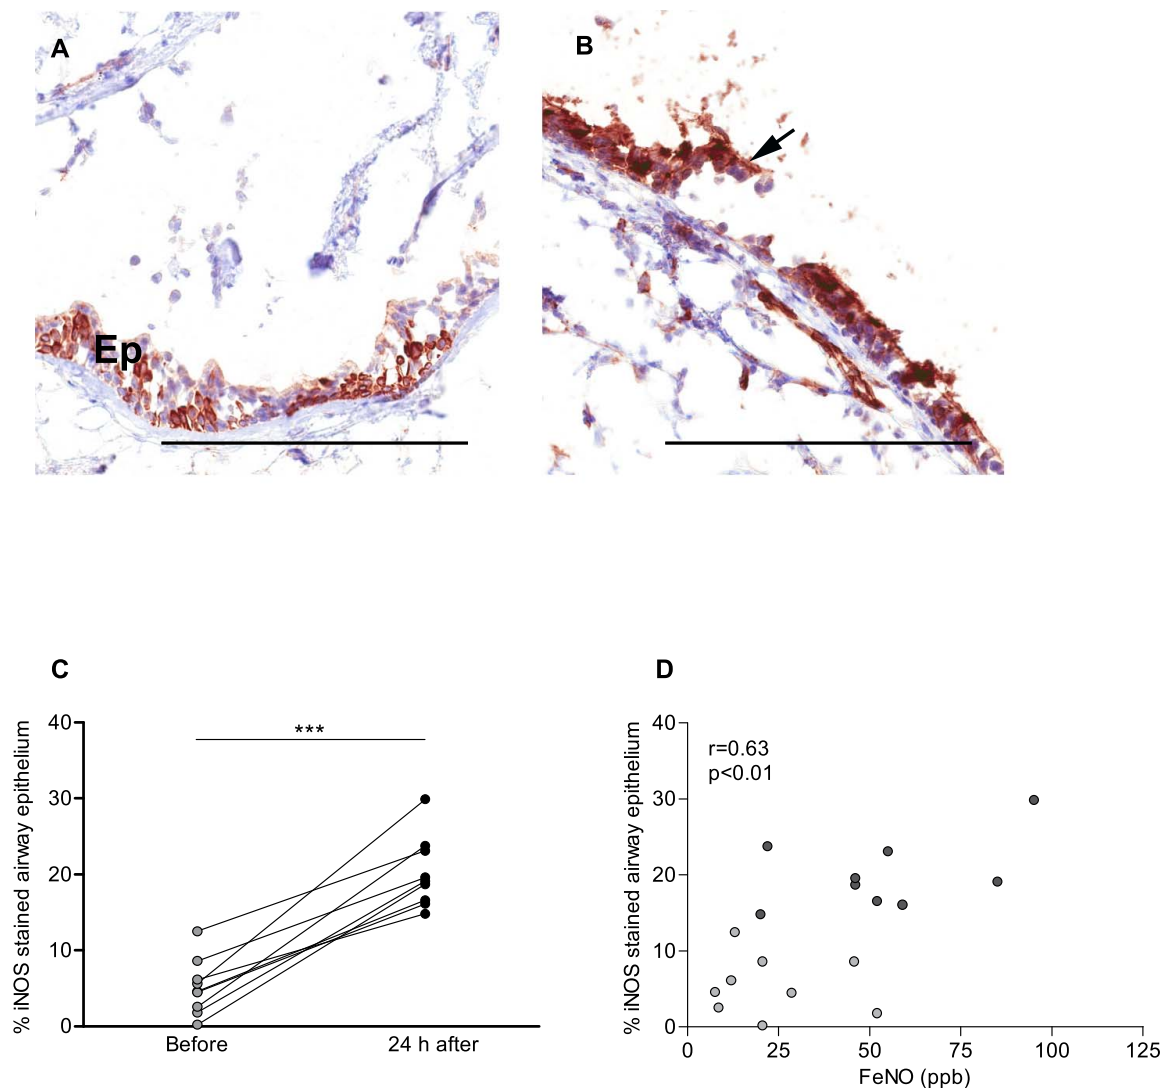 A
B
Ep
C
% iNOS stained airway epithelium
40
30
20
10
0
***
Before
24 h after
D
% iNOS stained airway epithelium
40
30
20
10
0
r=0.63
p<0.01
0
25
50
75
100
125
FeNO (ppb)